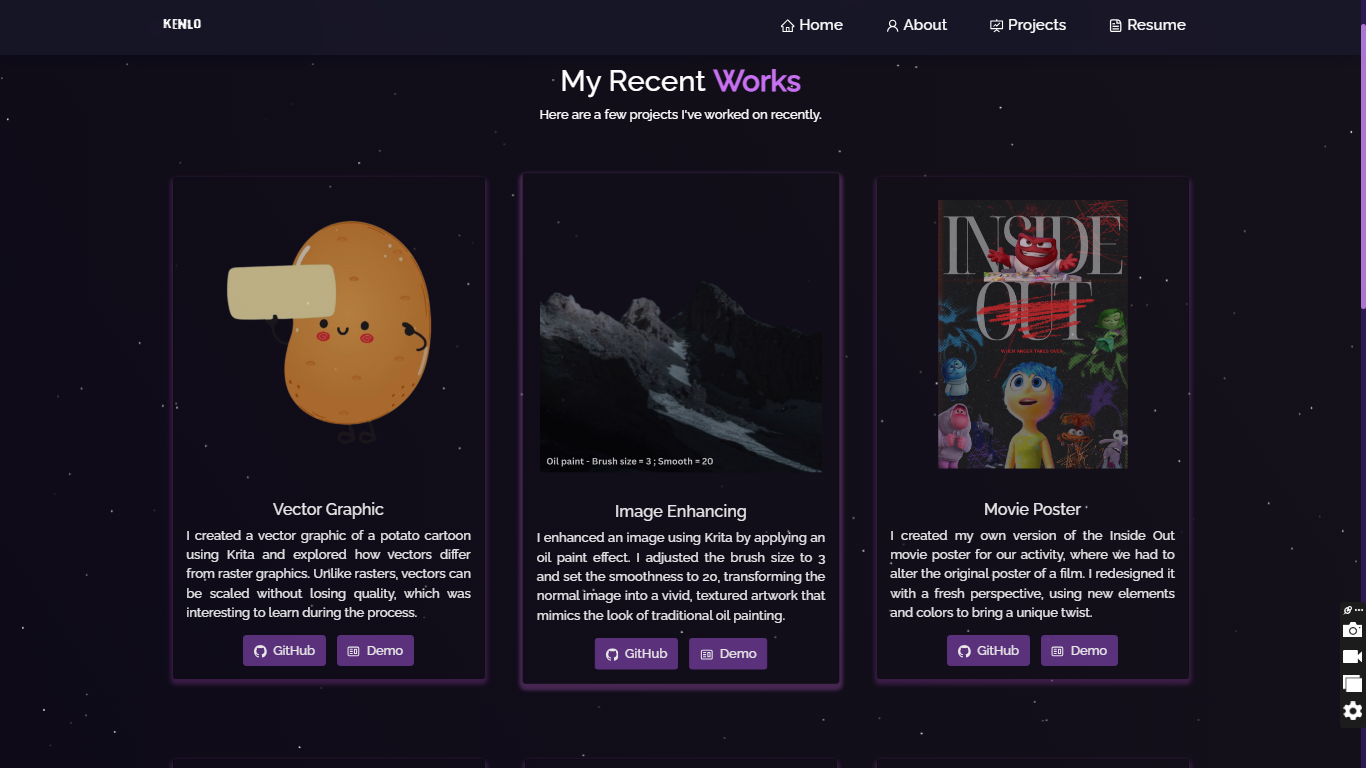 KENLO
Home
About
Projects
Resume
My Recent Works
Here are a few projects I've worked on recently.
Vector Graphic
I created a vector graphic of a potato cartoon
using Krita and explored how vectors differ
from raster graphics. Unlike rasters, vectors can
be scaled without losing quality, which was
interesting to learn during the process.
GitHub
Demo
Oil paint - Brush size = 3 ; Smooth = 20
Image Enhancing
I enhanced an image using Krita by applying an
oil paint effect. I adjusted the brush size to 3
and set the smoothness to 20, transforming the
normal image into a vivid, textured artwork that
mimics the look of traditional oil painting.
GitHub
Demo
INSIDE
OUT
WHEN ANGER TAKES OVER
Movie Poster
I created my own version of the Inside Out
movie poster for our activity, where we had to
alter the original poster of a film. I redesigned it
with a fresh perspective, using new elements
and colors to bring a unique twist.
GitHub
Demo